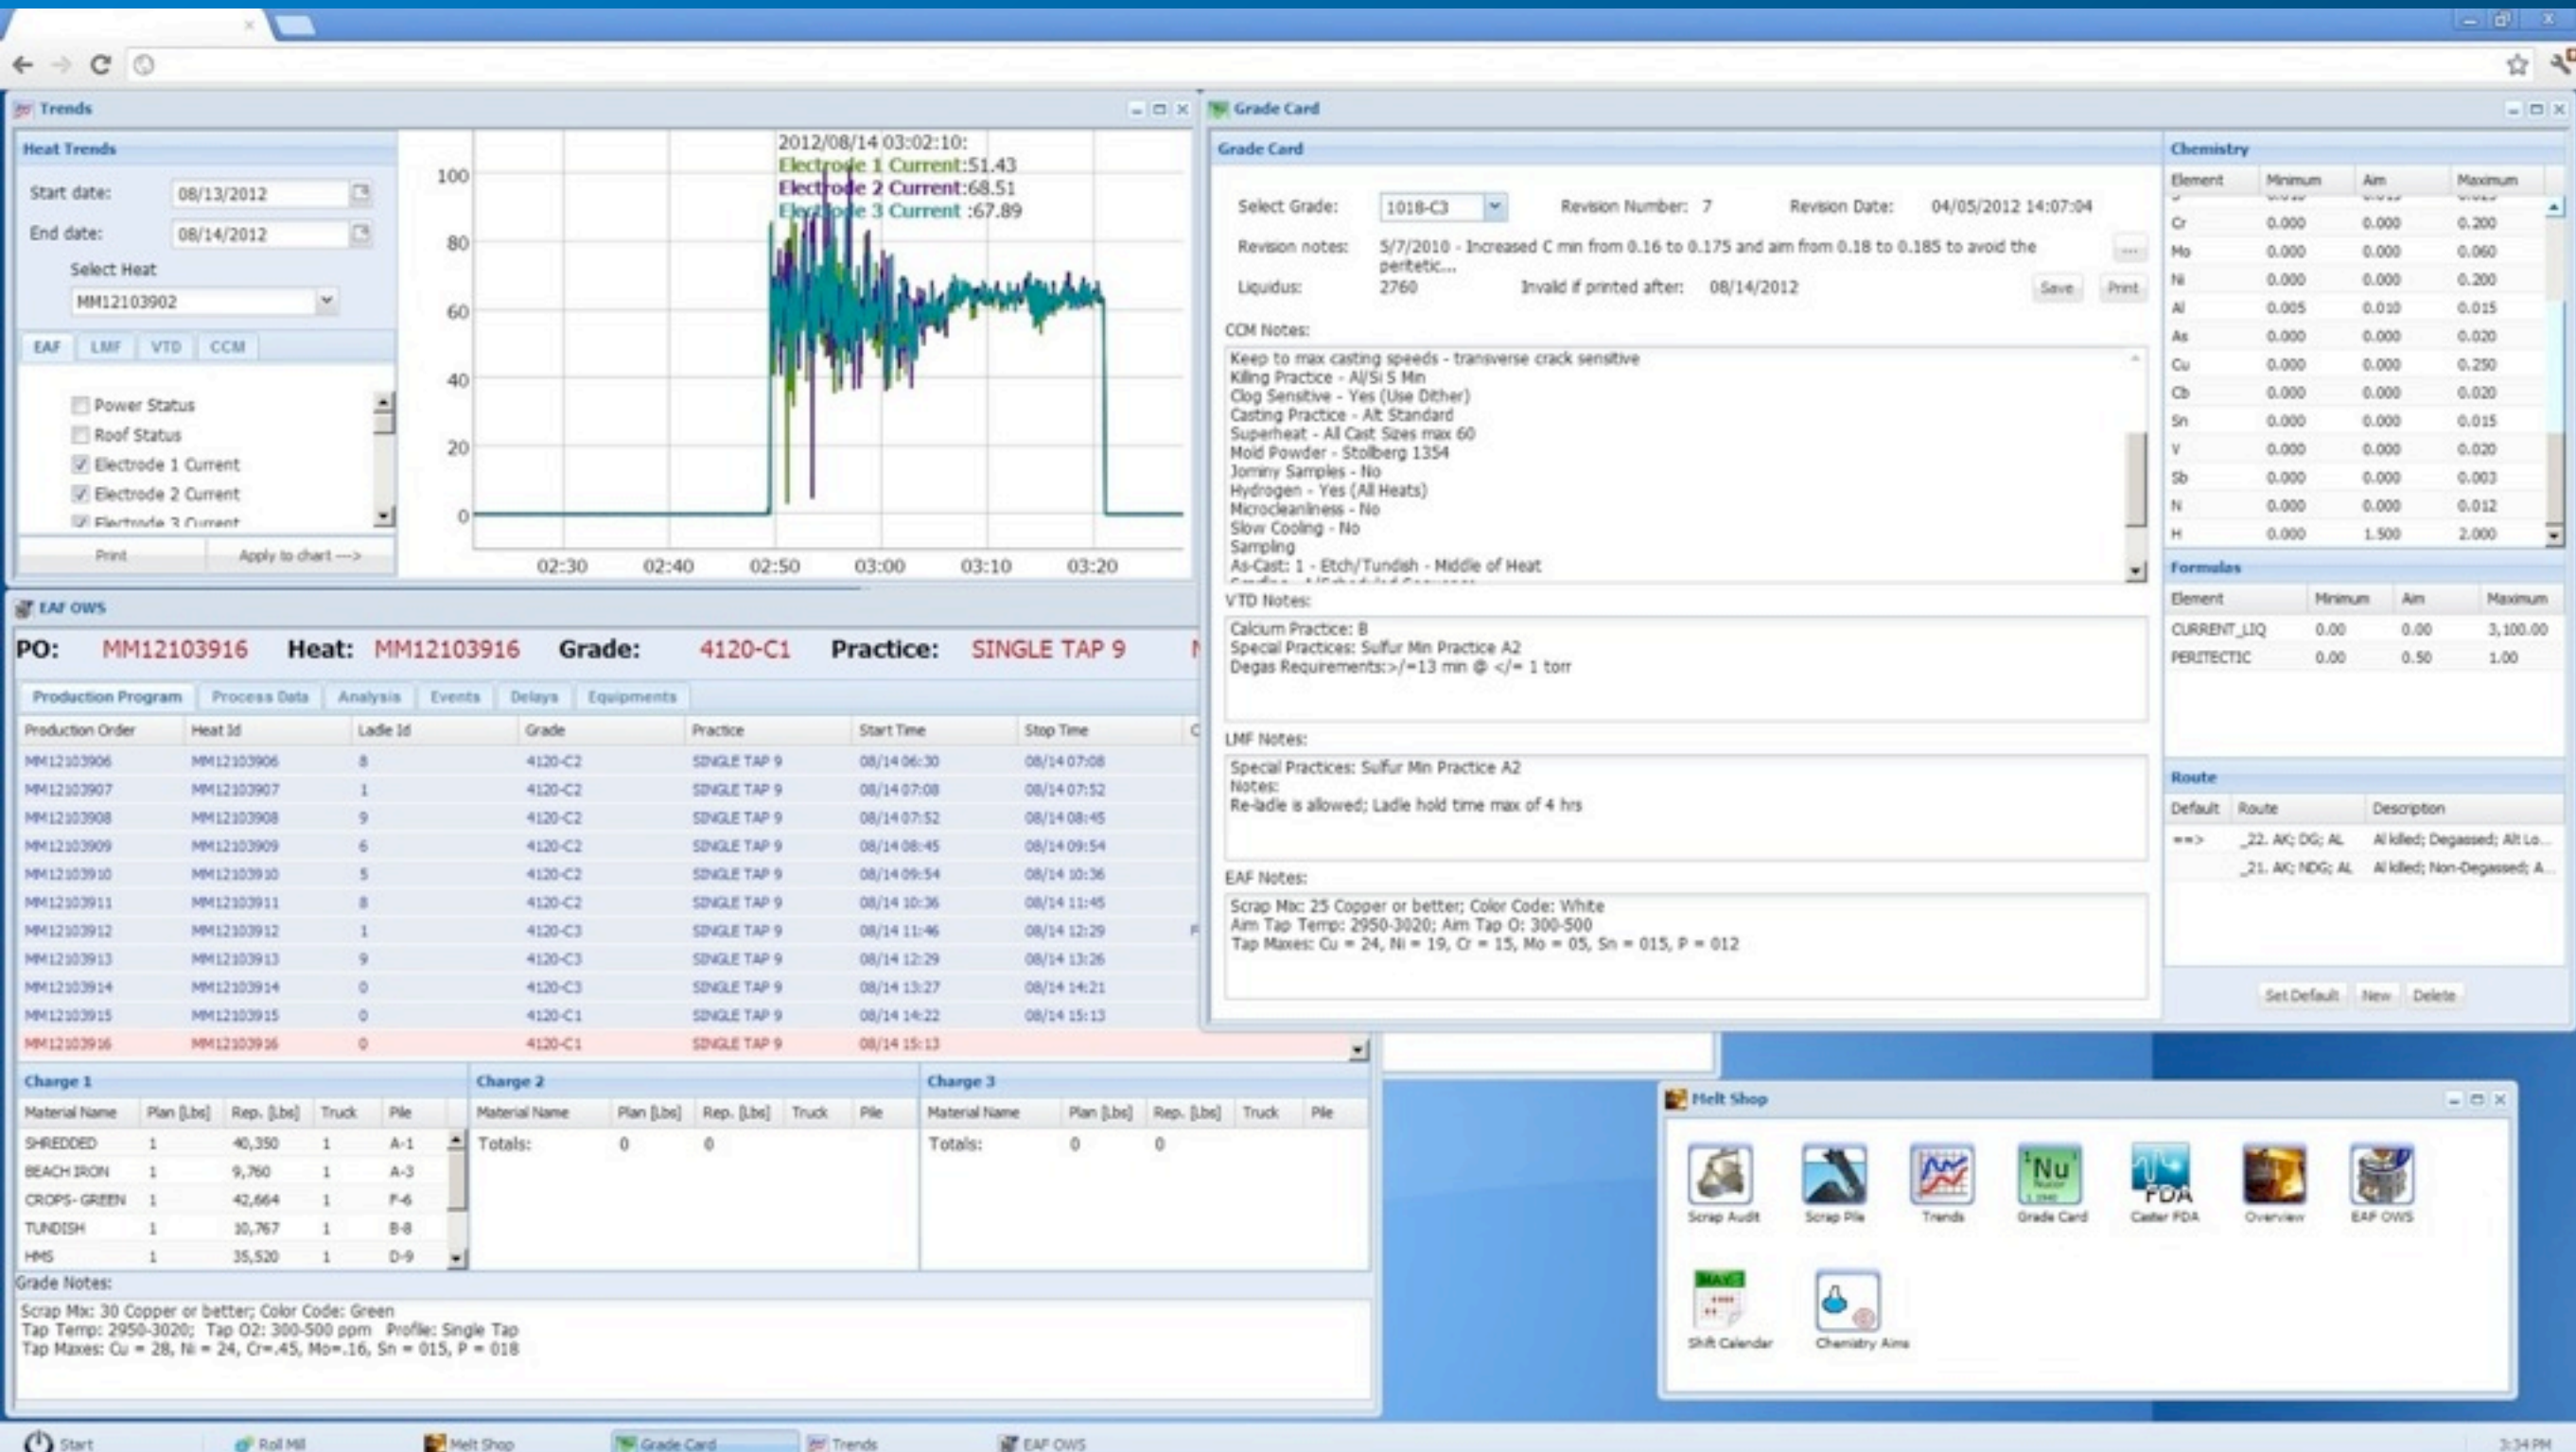 Trends
Heat Trends
Start date: 08/13/2012
End date: 08/14/2012
Select Heat
MM12103902
EAF LMF VTD CCM
Power Status
Roof Status
Electrode 1 Current
Electrode 2 Current
Electrode 3 Current
Print Apply to chart --->
2012/08/14 03:02:10:
Electrode 1 Current:51.43
Electrode 2 Current:68.51
Electrode 3 Current :67.89
100
80
60
40
20
0
02:30 02:40 02:50 03:00 03:10 03:20
Grade Card
Grade Card
Select Grade: 1018-C3 Revision Number: 7 Revision Date: 04/05/2012 14:07:04
Revision notes: 5/7/2010 - Increased C min from 0.16 to 0.175 and aim from 0.18 to 0.185 to avoid the
peritetic... ...
Liquidus: 2760 Invalid if printed after: 08/14/2012 Save Print
CCM Notes:
Keep to max casting speeds - transverse crack sensitive
Killing Practice - Al/Si S Min
Clog Sensitive - Yes (Use Dither)
Casting Practice - Alt Standard
Superheat - All Cast Sizes max 60
Mold Powder - Stolberg 1354
Jominy Samples - No
Hydrogen - Yes (All Heats)
Microcleanliness - No
Slow Cooling - No
Sampling
As-Cast: 1 - Etch/Tundish - Middle of Heat
VTD Notes:
Calcium Practice: B
Special Practices: Sulfur Min Practice A2
Degas Requirements:>/=13 min @ </= 1 torr
LMF Notes:
Special Practices: Sulfur Min Practice A2
Notes:
Re-ladle is allowed; Ladle hold time max of 4 hrs
EAF Notes:
Scrap Mix: 25 Copper or better; Color Code: White
Aim Tap Temp: 2950-3020; Aim Tap O: 300-500
Tap Maxes: Cu = 24, Ni = 19, Cr = 15, Mo = 05, Sn = 015, P = 012
Chemistry
Element Minimum Aim Maximum
Cr 0.000 0.000 0.200
Mo 0.000 0.000 0.060
Ni 0.000 0.000 0.200
Al 0.005 0.010 0.015
As 0.000 0.000 0.020
Cu 0.000 0.000 0.250
Cb 0.000 0.000 0.020
Sn 0.000 0.000 0.015
V 0.000 0.000 0.020
Sb 0.000 0.000 0.003
N 0.000 0.000 0.012
H 0.000 1.500 2.000
Formulas
Element Minimum Aim Maximum
CURRENT_LIQ 0.00 0.00 3,100.00
PERITECTIC 0.00 0.50 1.00
Route
Default Route Description
==> _22. AK; DG; AL Al killed; Degassed; Alt Lo...
_21. AK; NDG; AL Al killed; Non-Degassed; A...
Set Default New Delete
EAF OWS
PO: MM12103916 Heat: MM12103916 Grade: 4120-C1 Practice: SINGLE TAP 9
Production Program Process Data Analysis Events Delays Equipments
Production Order Heat Id Ladle Id Grade Practice Start Time Stop Time
MM12103906 MM12103906 8 4120-C2 SINGLE TAP 9 08/14 06:30 08/14 07:08
MM12103907 MM12103907 1 4120-C2 SINGLE TAP 9 08/14 07:08 08/14 07:52
MM12103908 MM12103908 9 4120-C2 SINGLE TAP 9 08/14 07:52 08/14 08:45
MM12103909 MM12103909 6 4120-C2 SINGLE TAP 9 08/14 08:45 08/14 09:54
MM12103910 MM12103910 5 4120-C2 SINGLE TAP 9 08/14 09:54 08/14 10:36
MM12103911 MM12103911 8 4120-C2 SINGLE TAP 9 08/14 10:36 08/14 11:45
MM12103912 MM12103912 1 4120-C3 SINGLE TAP 9 08/14 11:46 08/14 12:29
MM12103913 MM12103913 9 4120-C3 SINGLE TAP 9 08/14 12:29 08/14 13:26
MM12103914 MM12103914 0 4120-C3 SINGLE TAP 9 08/14 13:27 08/14 14:21
MM12103915 MM12103915 0 4120-C1 SINGLE TAP 9 08/14 14:22 08/14 15:13
MM12103916 MM12103916 0 4120-C1 SINGLE TAP 9 08/14 15:13
Charge 1
Material Name Plan [Lbs] Rep. [Lbs] Truck Pile
SHREDDED 1 40,350 1 A-1
BEACH IRON 1 9,760 1 A-3
CROPS- GREEN 1 42,664 1 F-6
TUNDISH 1 10,767 1 B-8
HMS 1 35,520 1 D-9
Charge 2
Material Name Plan [Lbs] Rep. [Lbs] Truck Pile
Totals: 0 0
Charge 3
Material Name Plan [Lbs] Rep. [Lbs] Truck Pile
Totals: 0 0
Grade Notes:
Scrap Mix: 30 Copper or better; Color Code: Green
Tap Temp: 2950-3020; Tap O2: 300-500 ppm Profile: Single Tap
Tap Maxes: Cu = 28, Ni = 24, Cr=.45, Mo=.16, Sn = 015, P = 018
Melt Shop
Nu
Nucor
FDA
Scrap Audit Scrap Pile Trends Grade Card Caster FDA Overview EAF OWS
MAY
Shift Calendar Chemistry Aims
Start Roll Mill Melt Shop Grade Card Trends EAF OWS 3:34 PM